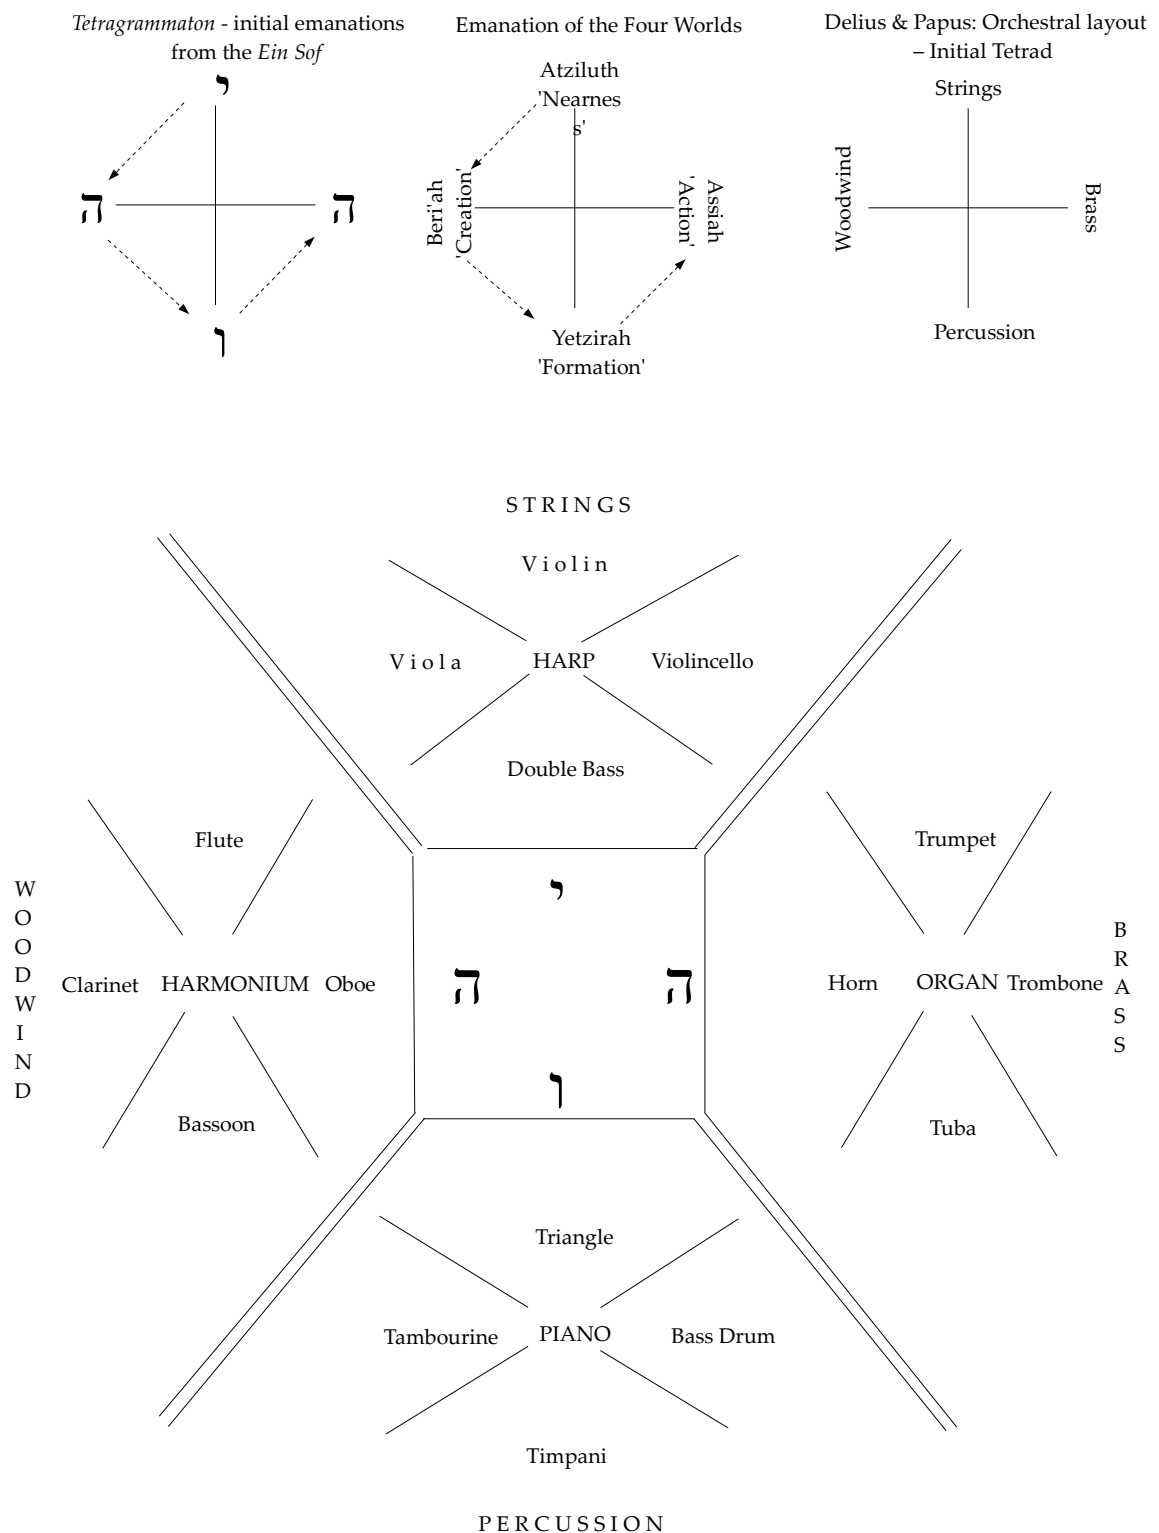 Tetragrammaton - initial emanations
from the Ein Sof
י
ה
ה
ו
Emanation of the Four Worlds
Atziluth
'Nearnes
s'
Beri'ah
'Creation'
Assiah
'Action'
Yetzirah
'Formation'
Delius & Papus: Orchestral layout
– Initial Tetrad
Strings
Woodwind
Brass
Percussion
STRINGS
Violin
Viola
HARP
Violincello
Double Bass
WOODWIND
Flute
Clarinet
HARMONIUM
Oboe
Bassoon
י
ה
ה
ו
Trumpet
Horn
ORGAN
Trombone
Tuba
BRASS
Triangle
Tambourine
PIANO
Bass Drum
Timpani
PERCUSSION